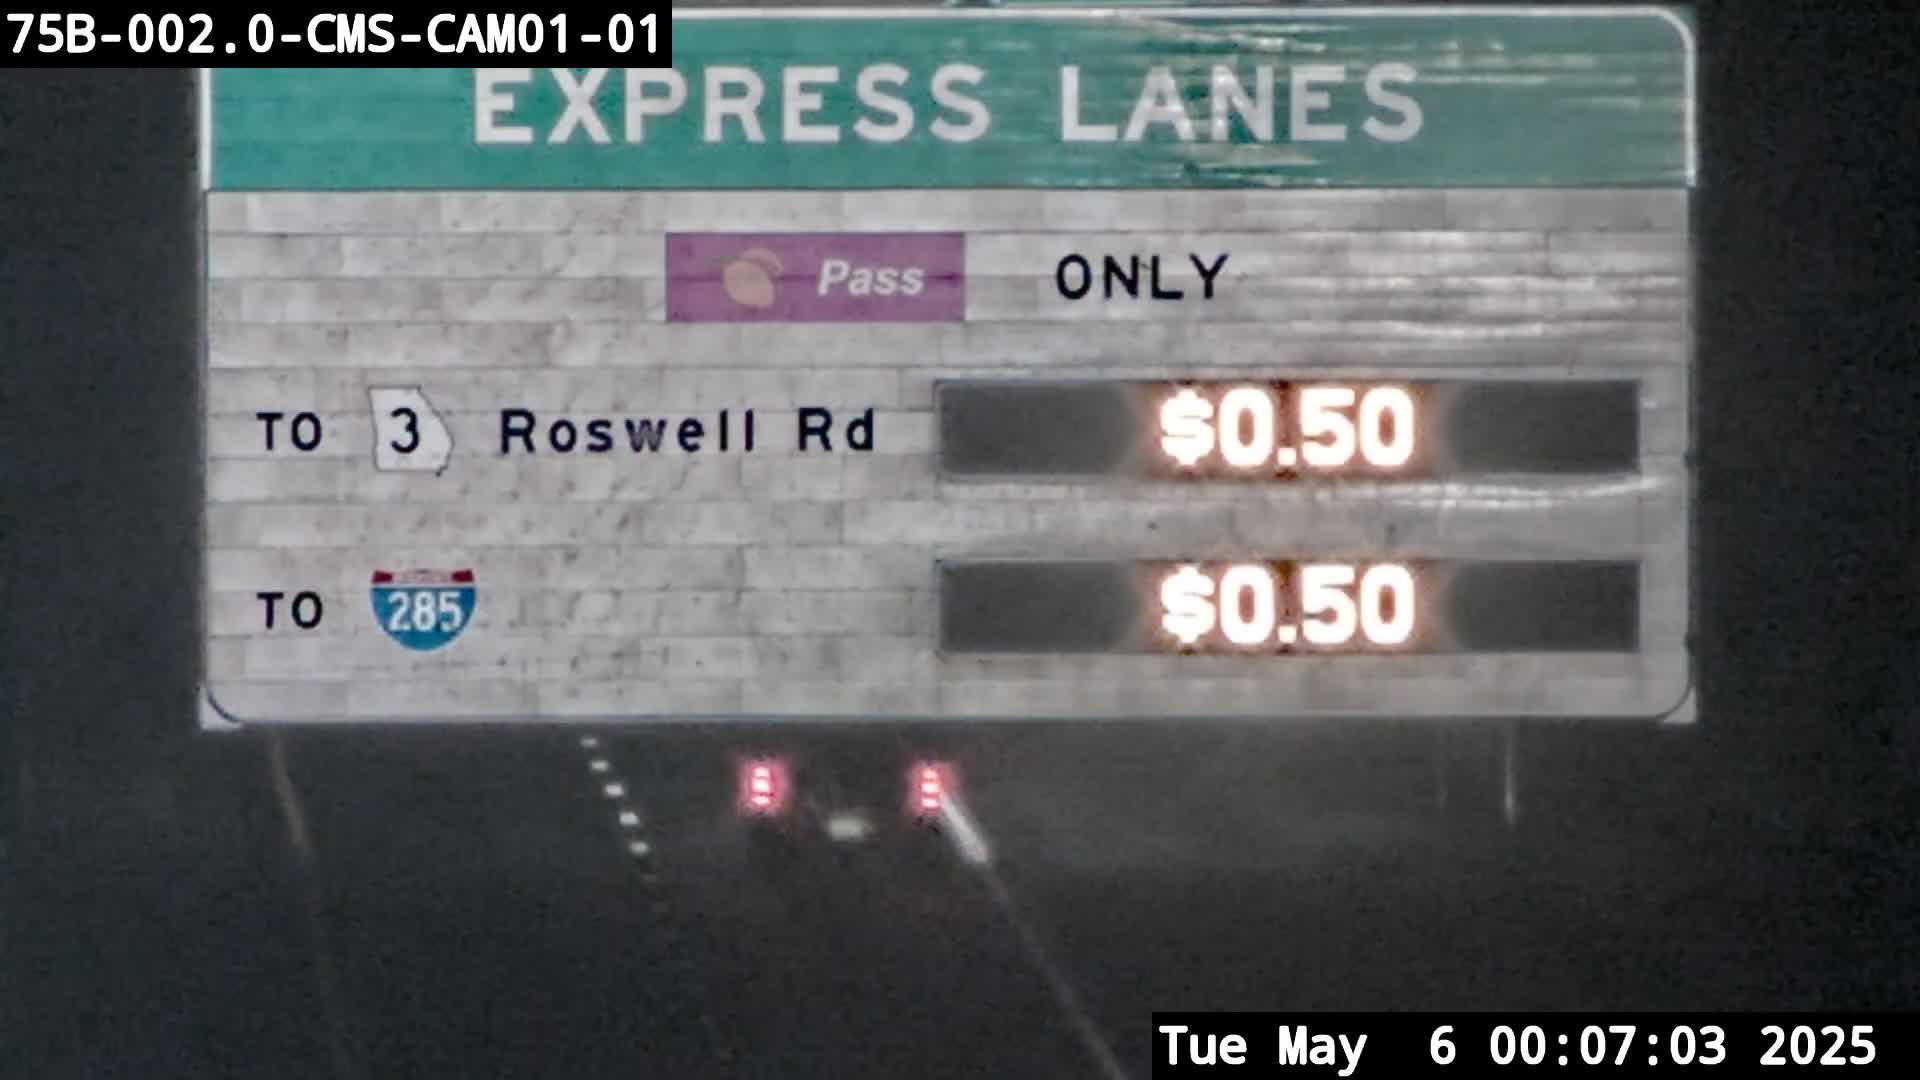 75B-002.0-CMS-CAM01-01
EXPRESS LANES
Pass ONLY
TO 3 Roswell Rd $0.50
TO 285 $0.50
Tue May 6 00:07:03 2025